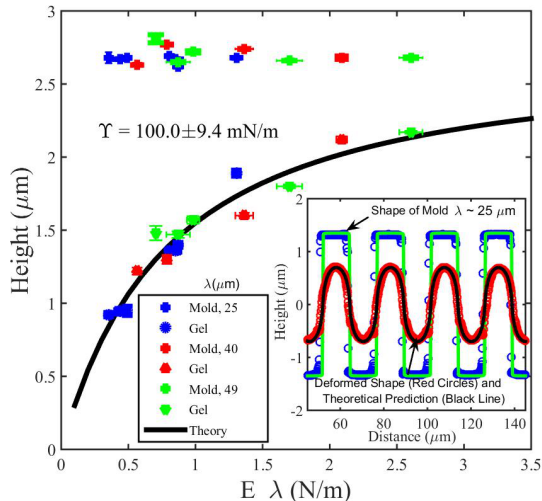 3
2.5
2
1.5
1
0.5
0
Height (μm)
ϒ = 100.0±9.4 mN/m
λ(μm)
Mold, 25
Gel
Mold, 40
Gel
Mold, 49
Gel
Theory
2
1
0
-1
-2
Height (μm)
Shape of Mold λ ~ 25 μm
Deformed Shape (Red Circles) and
Theoretical Prediction (Black Line)
60 80 100 120 140
Distance (μm)
0 0.5 1 1.5 2 2.5 3 3.5
E λ (N/m)